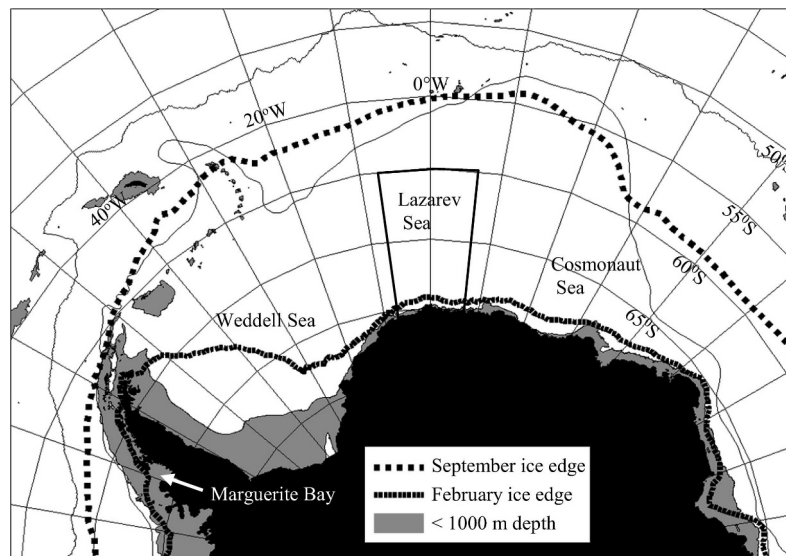 0°W
20°W
40°W
50°S
55°S
60°S
65°S
Lazarev
Sea
Cosmonaut
Sea
Weddell Sea
Marguerite Bay
September ice edge
February ice edge
< 1000 m depth